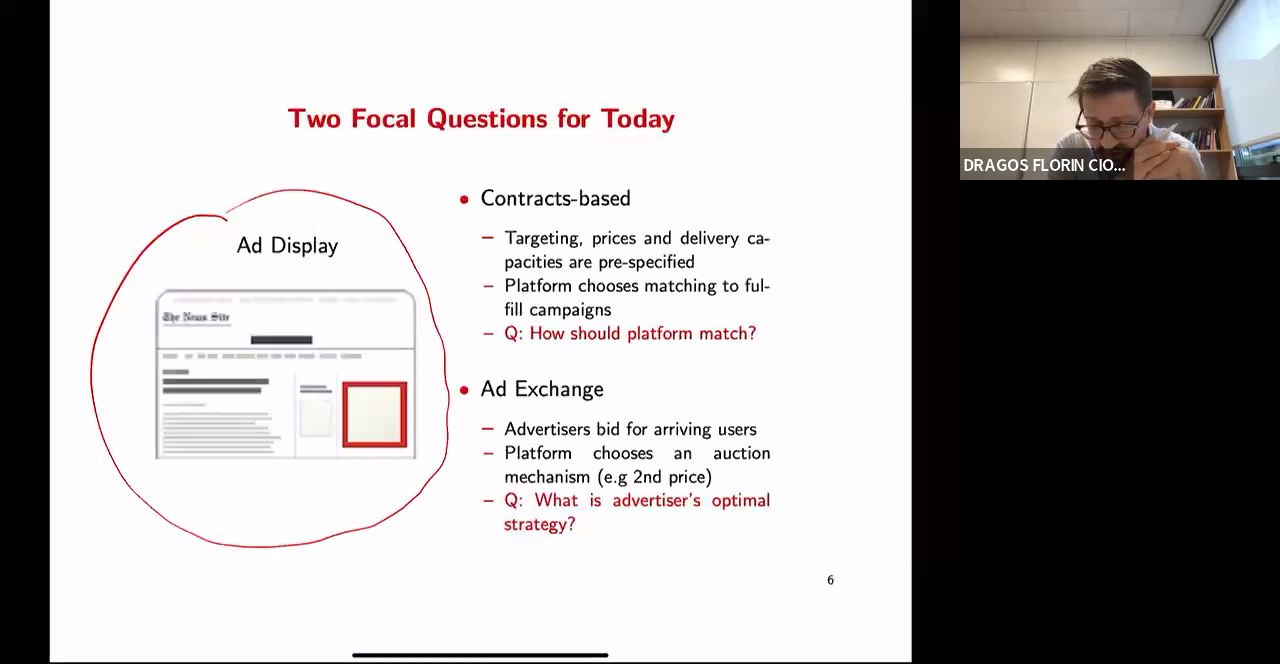 Two Focal Questions for Today
Ad Display
The News Site
• Contracts-based
– Targeting, prices and delivery ca-
pacities are pre-specified
– Platform chooses matching to ful-
fill campaigns
– Q: How should platform match?
• Ad Exchange
– Advertisers bid for arriving users
– Platform chooses an auction
mechanism (e.g 2nd price)
– Q: What is advertiser's optimal
strategy?
6
DRAGOS FLORIN CIO...